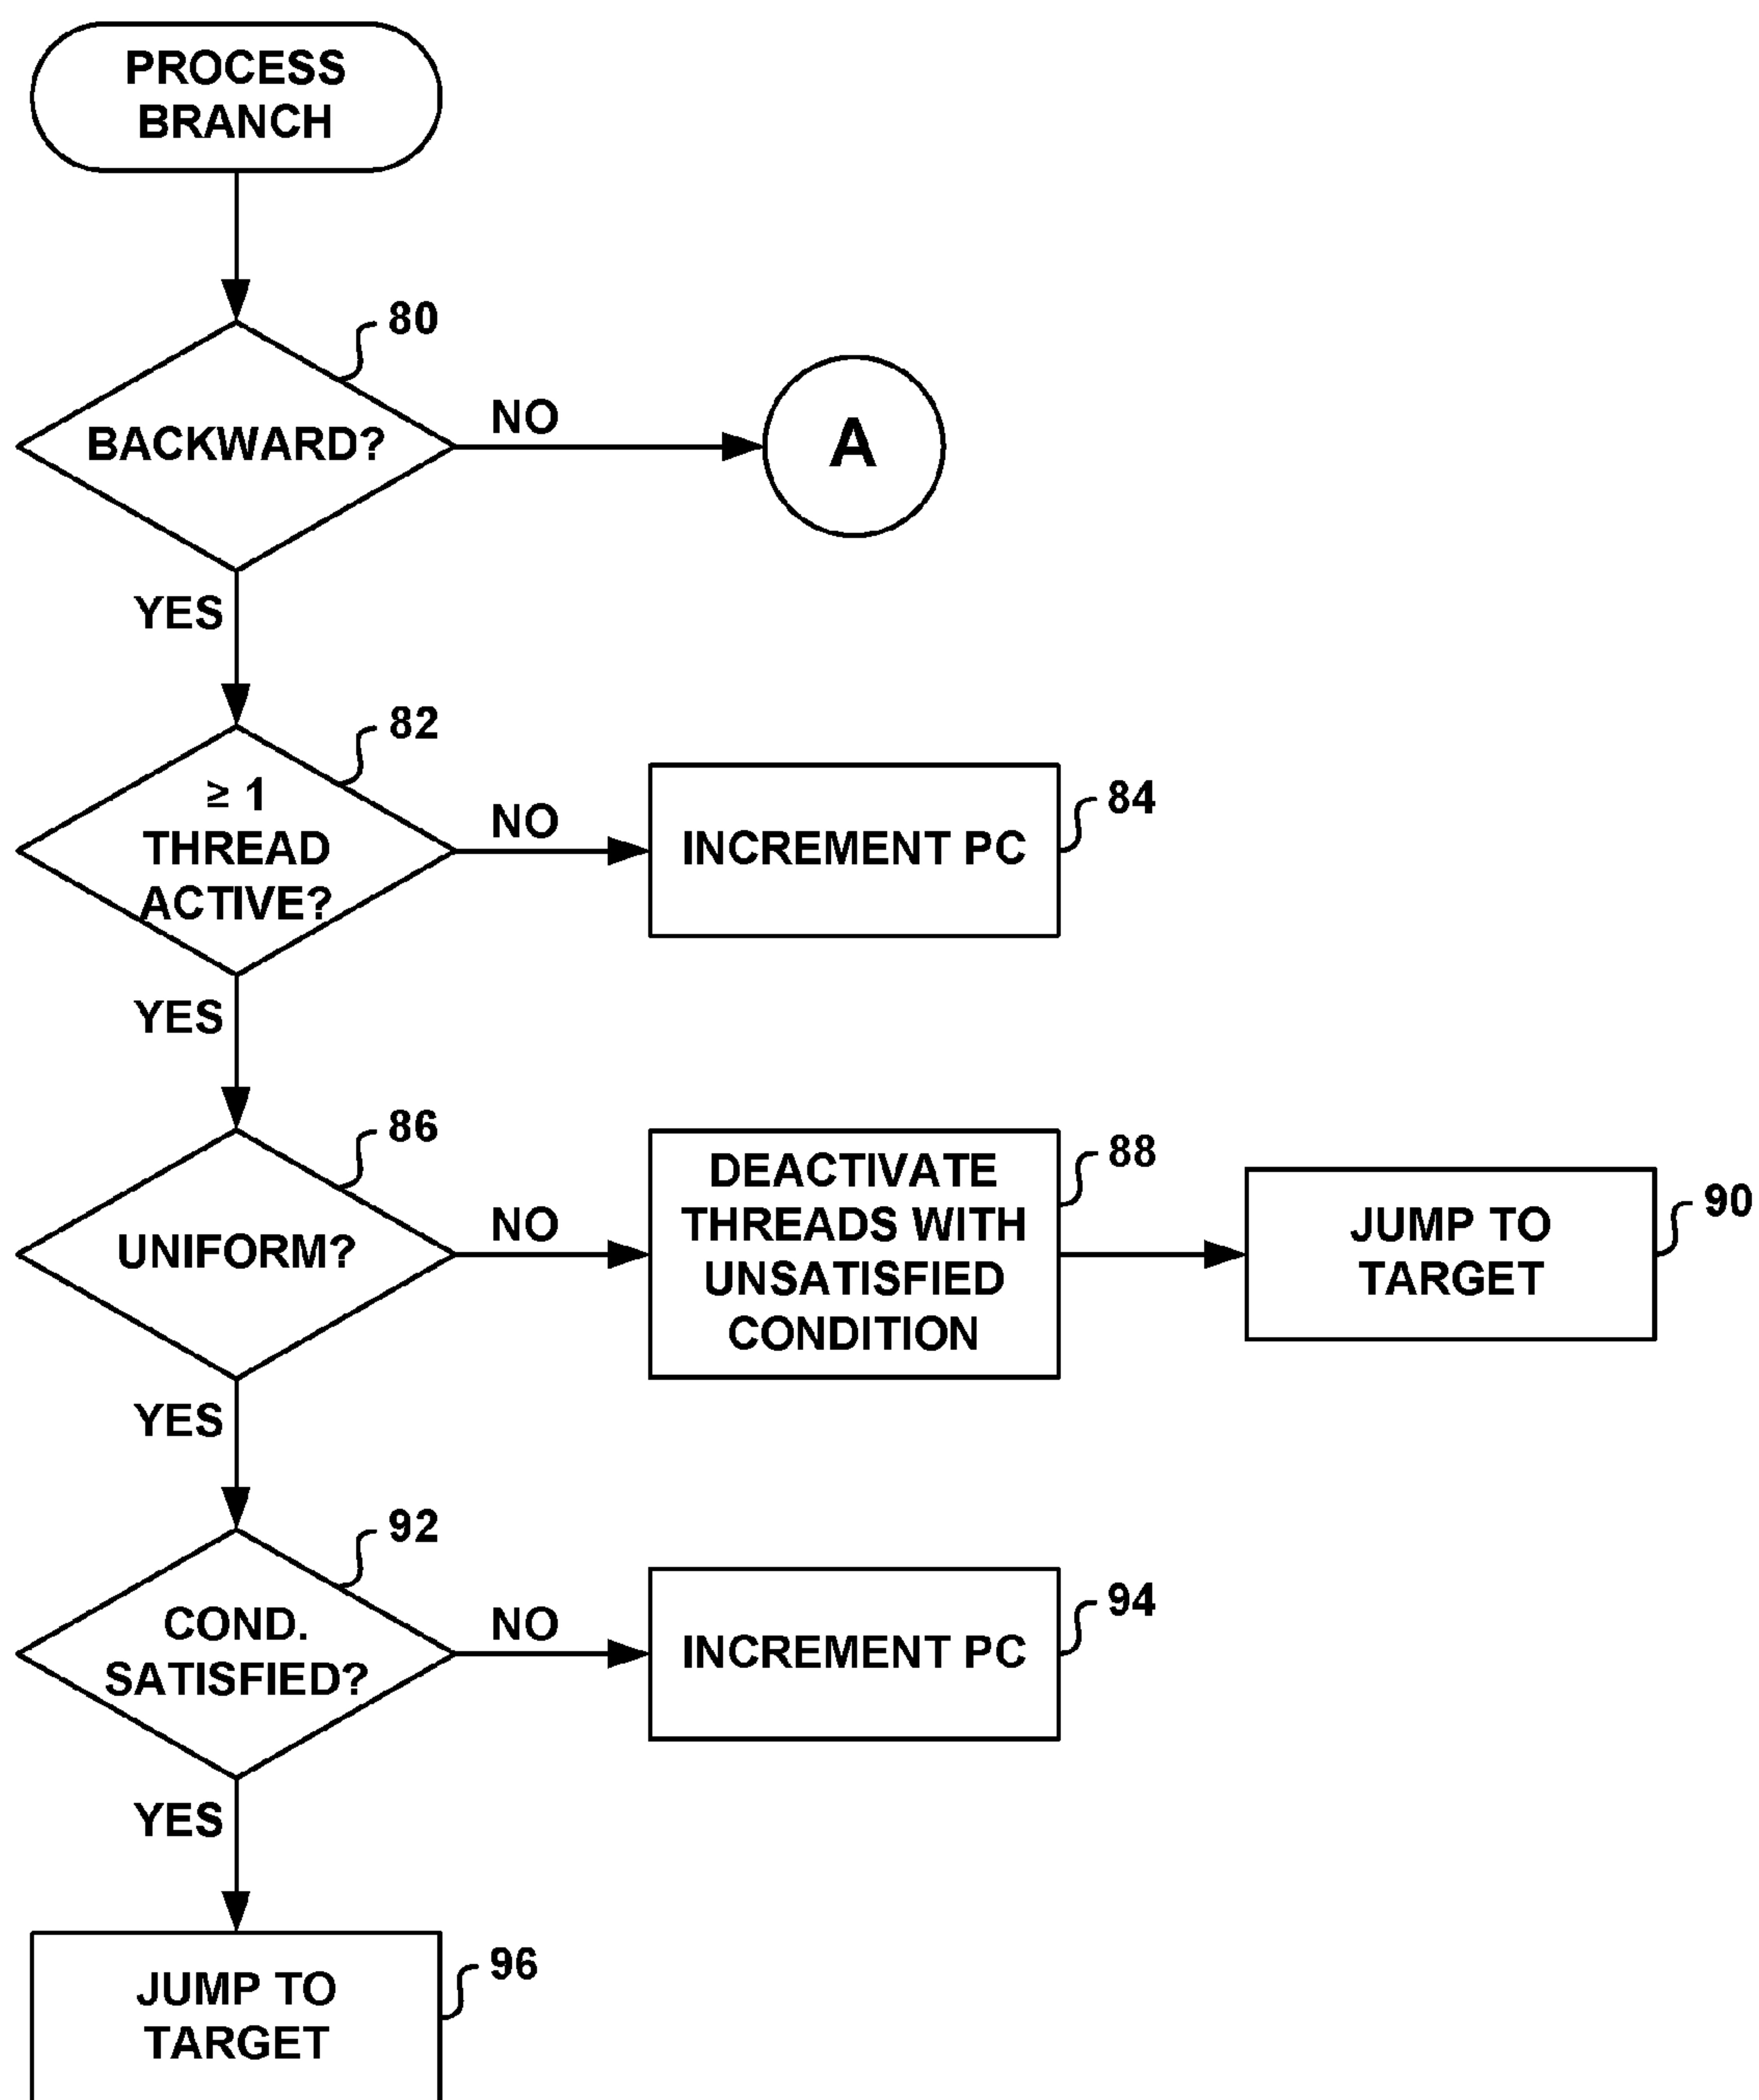 PROCESS
BRANCH
80
BACKWARD?
NO
A
YES
82
≥ 1
THREAD
ACTIVE?
NO
INCREMENT PC
84
YES
86
UNIFORM?
NO
DEACTIVATE
THREADS WITH
UNSATISFIED
CONDITION
88
JUMP TO
TARGET
90
YES
92
COND.
SATISFIED?
NO
INCREMENT PC
94
YES
JUMP TO
TARGET
96